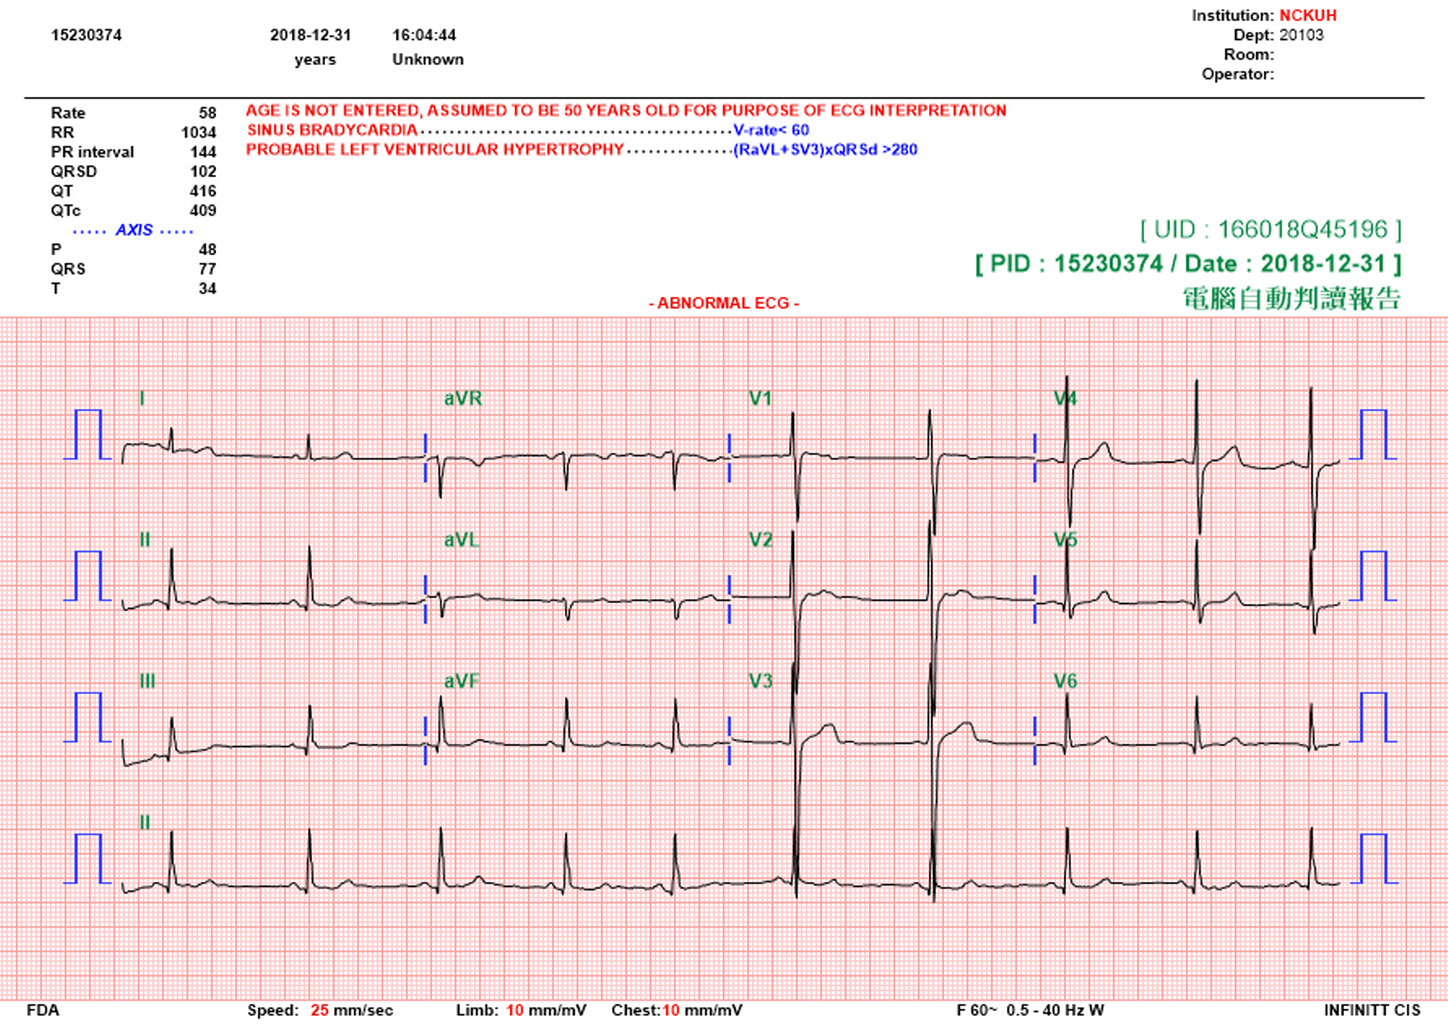 Institution: NCKUH
15230374 2018-12-31 16:04:44 Dept: 20103
years Unknown Room:
Operator:
Rate 58 AGE IS NOT ENTERED, ASSUMED TO BE 50 YEARS OLD FOR PURPOSE OF ECG INTERPRETATION
RR 1034 SINUS BRADYCARDIA........................................V-rate< 60
PR interval 144 PROBABLE LEFT VENTRICULAR HYPERTROPHY...............(RaVL+SV3)xQRSd >280
QRSD 102
QT 416
QTc 409
..... AXIS .....
[ UID : 166018Q45196 ]
P 48
[ PID : 15230374 / Date : 2018-12-31 ]
QRS 77
T 34
電腦自動判讀報告
- ABNORMAL ECG -
I aVR V1 V4
II aVL V2 V5
III aVF V3 V6
II
FDA Speed: 25 mm/sec Limb: 10 mm/mV Chest:10 mm/mV F 60~ 0.5 - 40 Hz W INFINITT CIS